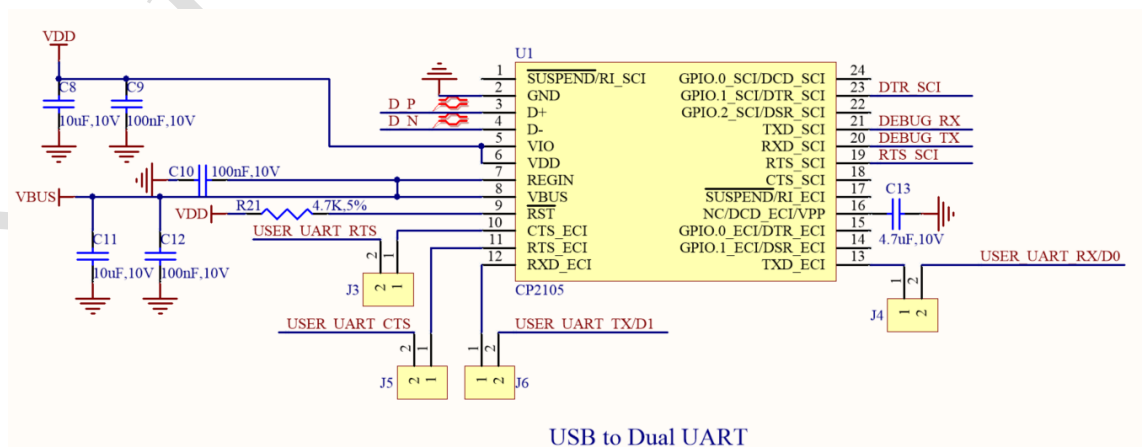 VDD
C8
10uF,10V
C9
100nF,10V
D_P
D_N
C10
100nF,10V
VBUS
VDD
R21
4.7K,5%
C11
10uF,10V
C12
100nF,10V
USER_UART_RTS
2
1
J3
2
1
USER_UART_CTS
2
1
J5
2
1
U1
1 SUSPEND/RI_SCI GPIO.0_SCI/DCD_SCI 24
2 GND GPIO.1_SCI/DTR_SCI 23 DTR_SCI
3 D+ GPIO.2_SCI/DSR_SCI 22
4 D- TXD_SCI 21 DEBUG_RX
5 VIO RXD_SCI 20 DEBUG_TX
6 VDD RTS_SCI 19 RTS_SCI
7 REGIN CTS_SCI 18
8 VBUS SUSPEND/RI_ECI 17
9 RST NC/DCD_ECI/VPP 16
10 CTS_ECI GPIO.0_ECI/DTR_ECI 15
11 RTS_ECI GPIO.1_ECI/DSR_ECI 14
12 RXD_ECI TXD_ECI 13
CP2105
C13
4.7uF,10V
USER_UART_RX/D0
1
2
J4
1
2
USER_UART_TX/D1
1
2
1
2
J6
USB to Dual UART